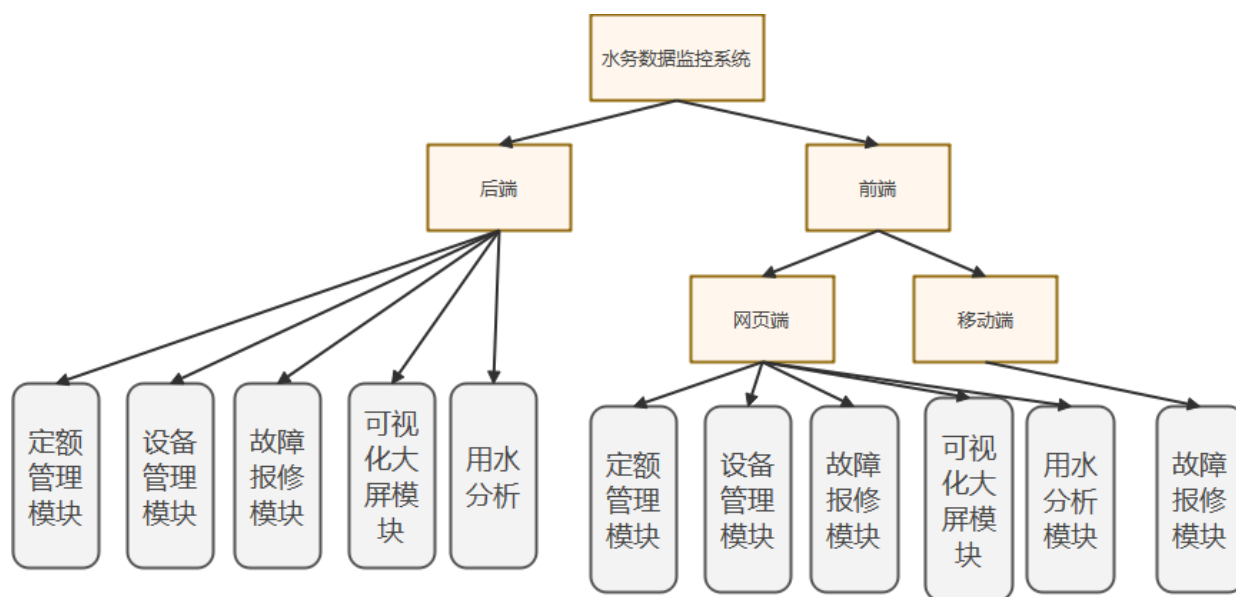 水务数据监控系统
后端
前端
网页端
移动端
定额
管理
模块
设备
管理
模块
故障
报修
模块
可视
化大
屏模
块
用水
分析
定额
管理
模块
设备
管理
模块
故障
报修
模块
可视
化大
屏模
块
用水
分析
模块
故障
报修
模块